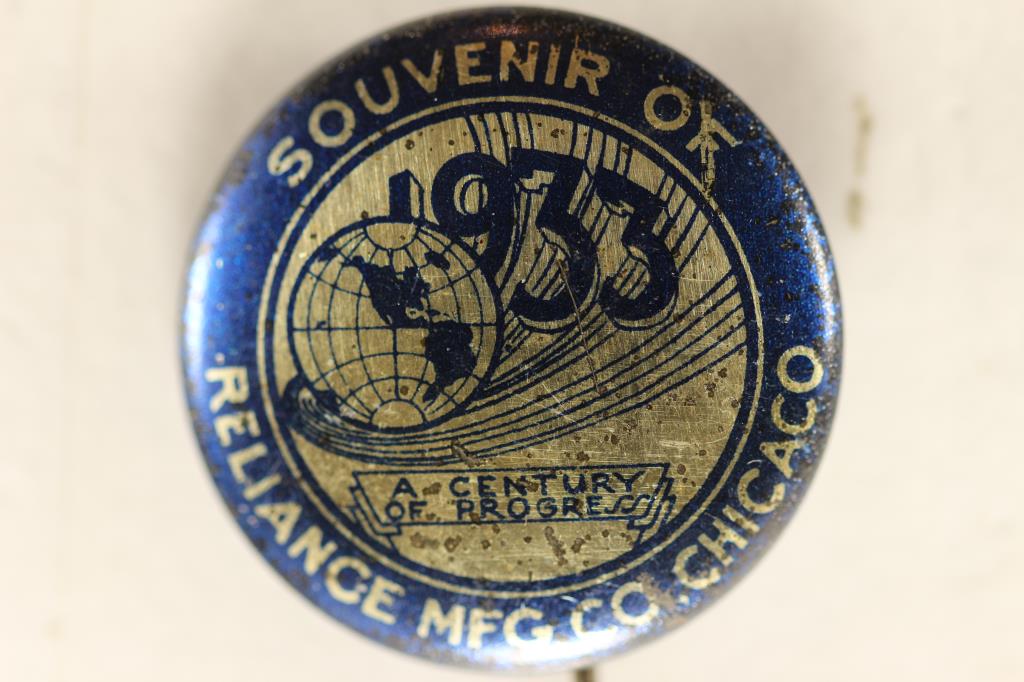 SOUVENIR OF
1933
A CENTURY
OF PROGRESS
RELIANCE MFG. CO. CHICAGO